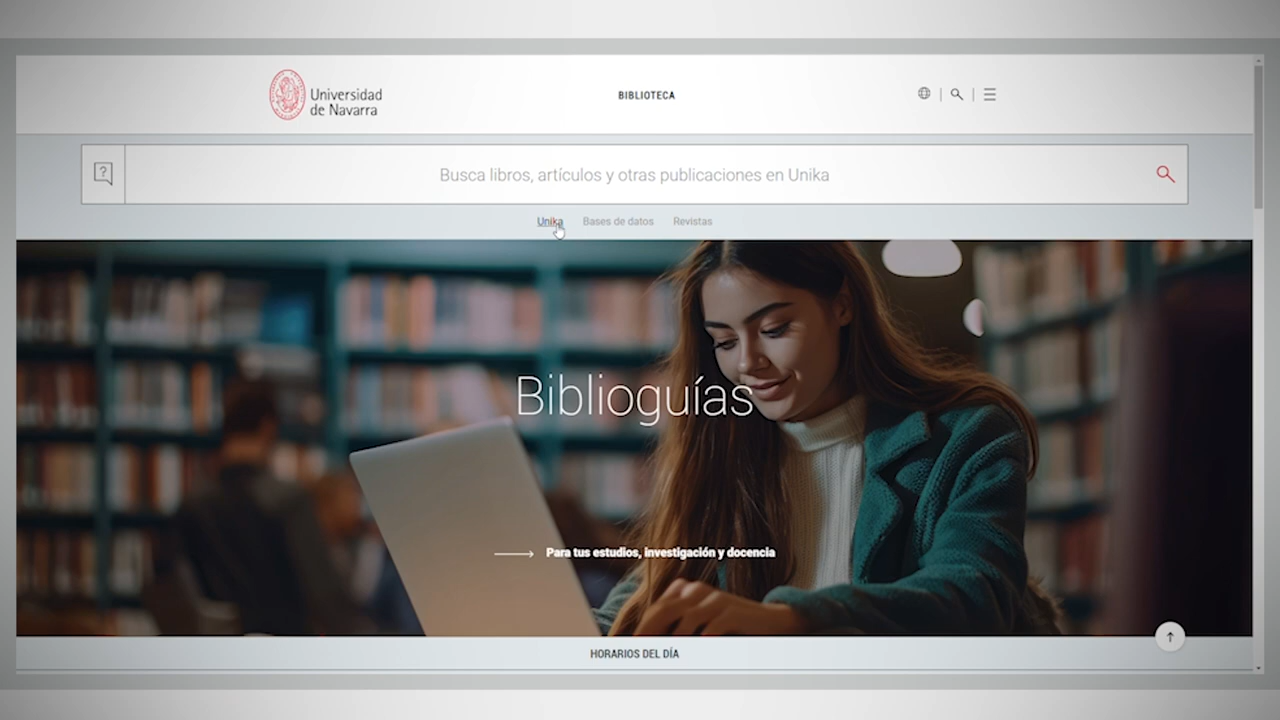 Universidad
de Navarra
BIBLIOTECA
?
Busca libros, artículos y otras publicaciones en Unika
Unika
Bases de datos
Revistas
Biblioguías
Para tus estudios, investigación y docencia
HORARIOS DEL DÍA